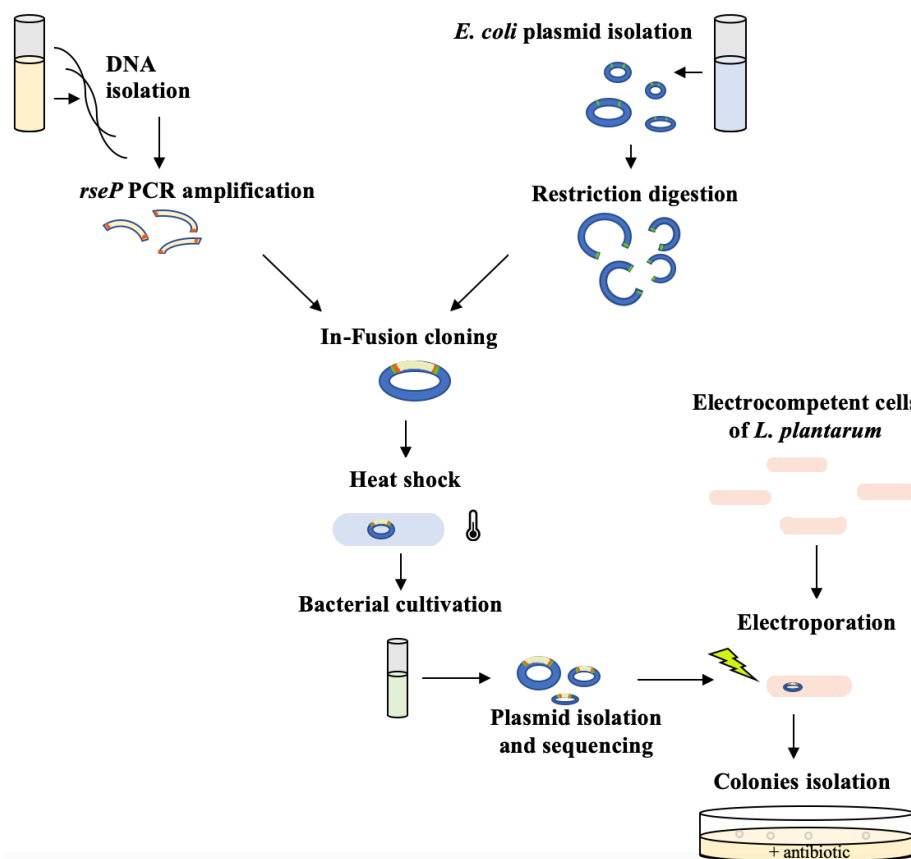 DNA
isolation
E. coli plasmid isolation
rseP PCR amplification
Restriction digestion
In-Fusion cloning
Electrocompetent cells
of L. plantarum
Heat shock
Bacterial cultivation
Electroporation
Plasmid isolation
and sequencing
Colonies isolation
+ antibiotic